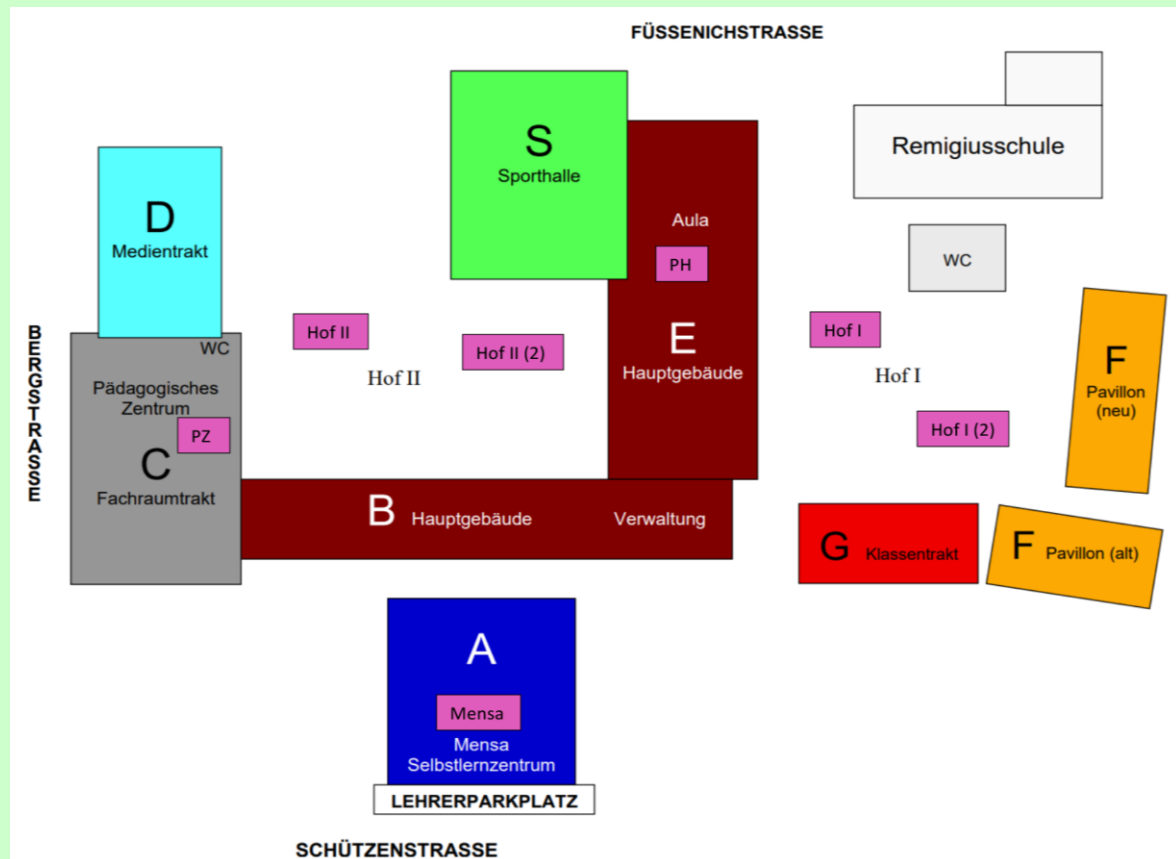 FÜSSENICHSTRASSE
S
Sporthalle
Remigiusschule
D
Medientrakt
Aula
PH
WC
BERGSTRASSE
Hof II
Hof II (2)
Hof II
E
Hauptgebäude
Hof I
Hof I
Hof I (2)
F
Pavillon
(neu)
WC
Pädagogisches
Zentrum
PZ
C
Fachraumtrakt
B Hauptgebäude Verwaltung
G Klassentrakt
F Pavillon (alt)
A
Mensa
Mensa
Selbstlernzentrum
LEHRERPARKPLATZ
SCHÜTZENSTRASSE